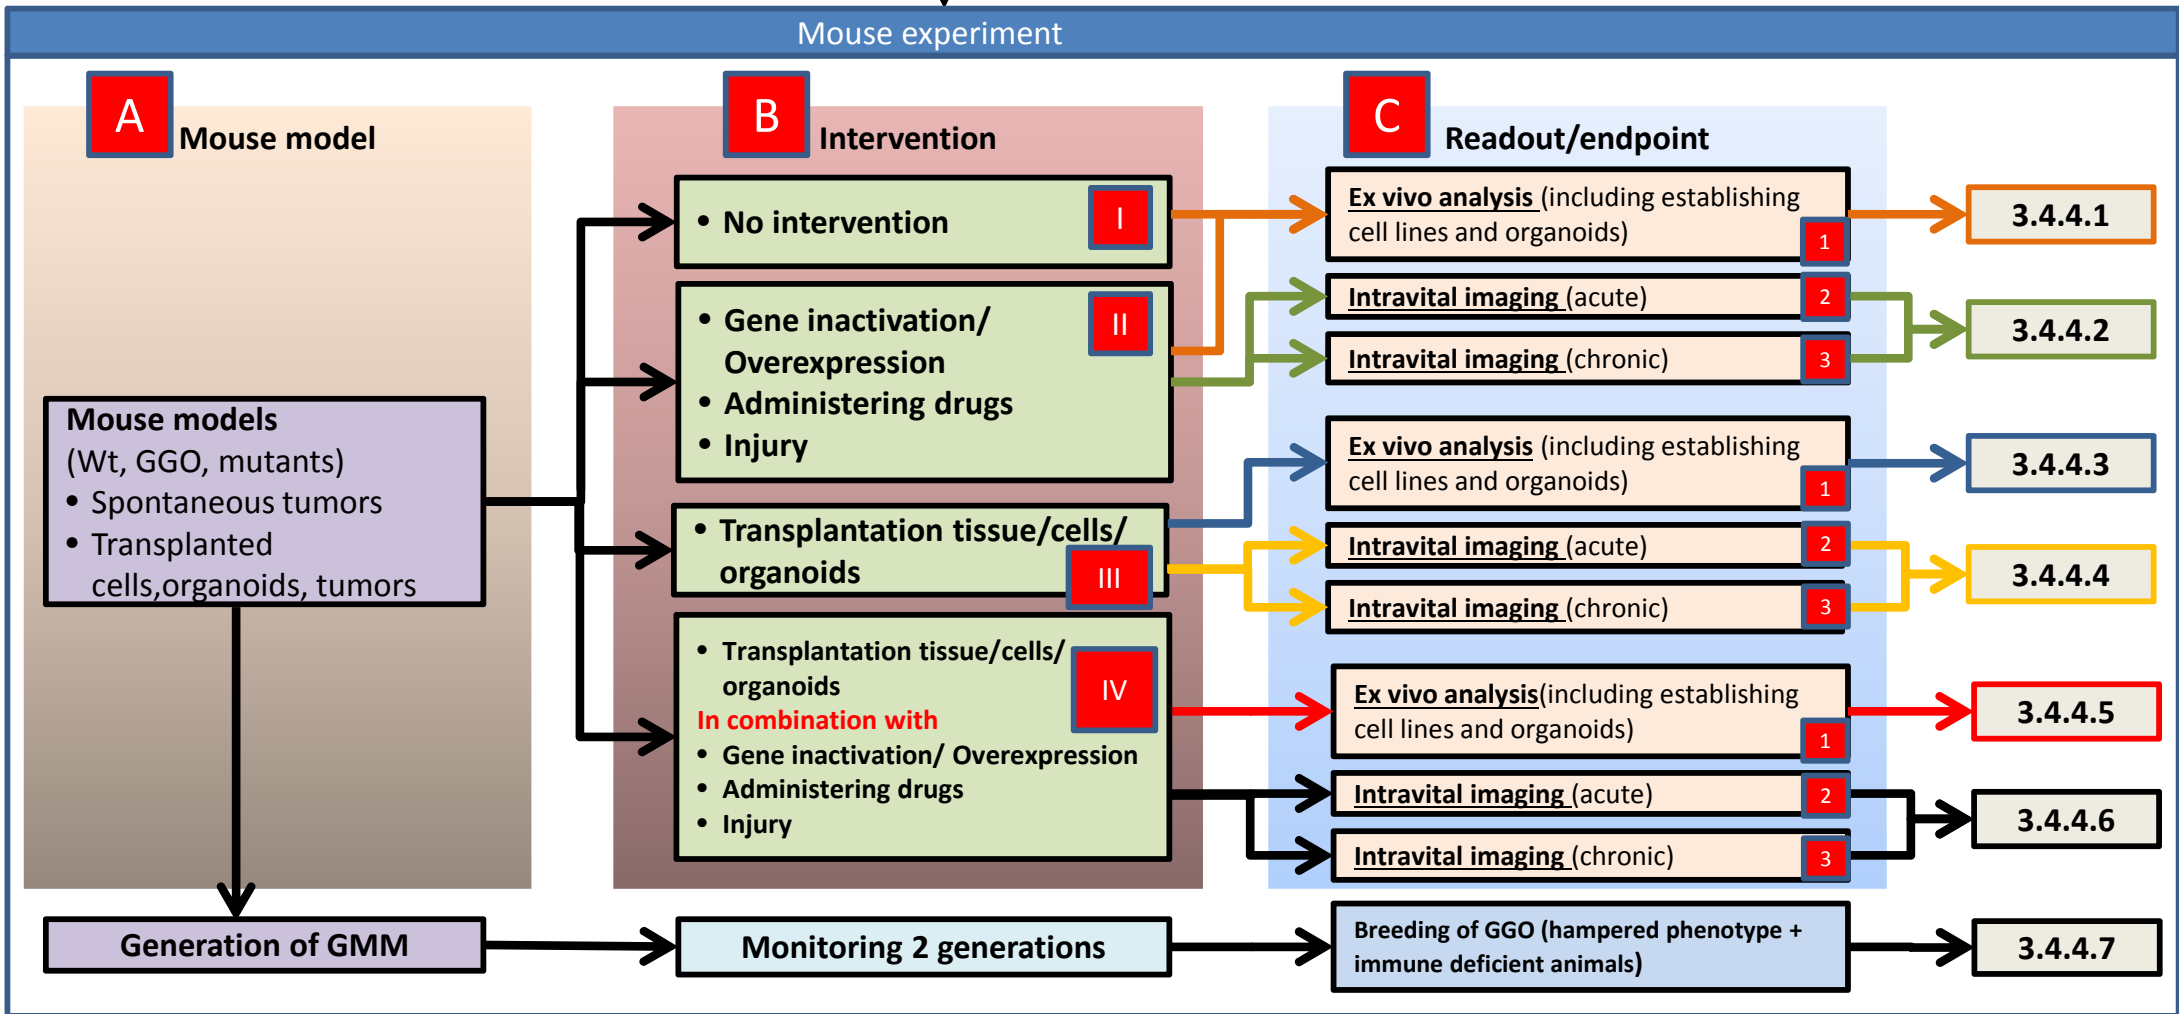 Mouse experiment
A
Mouse model
Mouse models
(Wt, GGO, mutants)
• Spontaneous tumors
• Transplanted
cells,organoids, tumors
Generation of GMM
B
Intervention
• No intervention
I
• Gene inactivation/
Overexpression
• Administering drugs
• Injury
II
• Transplantation tissue/cells/
organoids
III
• Transplantation tissue/cells/
organoids
In combination with
• Gene inactivation/ Overexpression
• Administering drugs
• Injury
IV
Monitoring 2 generations
C
Readout/endpoint
Ex vivo analysis (including establishing
cell lines and organoids)
1
3.4.4.1
Intravital imaging (acute)
2
Intravital imaging (chronic)
3
3.4.4.2
Ex vivo analysis (including establishing
cell lines and organoids)
1
3.4.4.3
Intravital imaging (acute)
2
Intravital imaging (chronic)
3
3.4.4.4
Ex vivo analysis(including establishing
cell lines and organoids)
1
3.4.4.5
Intravital imaging (acute)
2
Intravital imaging (chronic)
3
3.4.4.6
Breeding of GGO (hampered phenotype +
immune deficient animals)
3.4.4.7